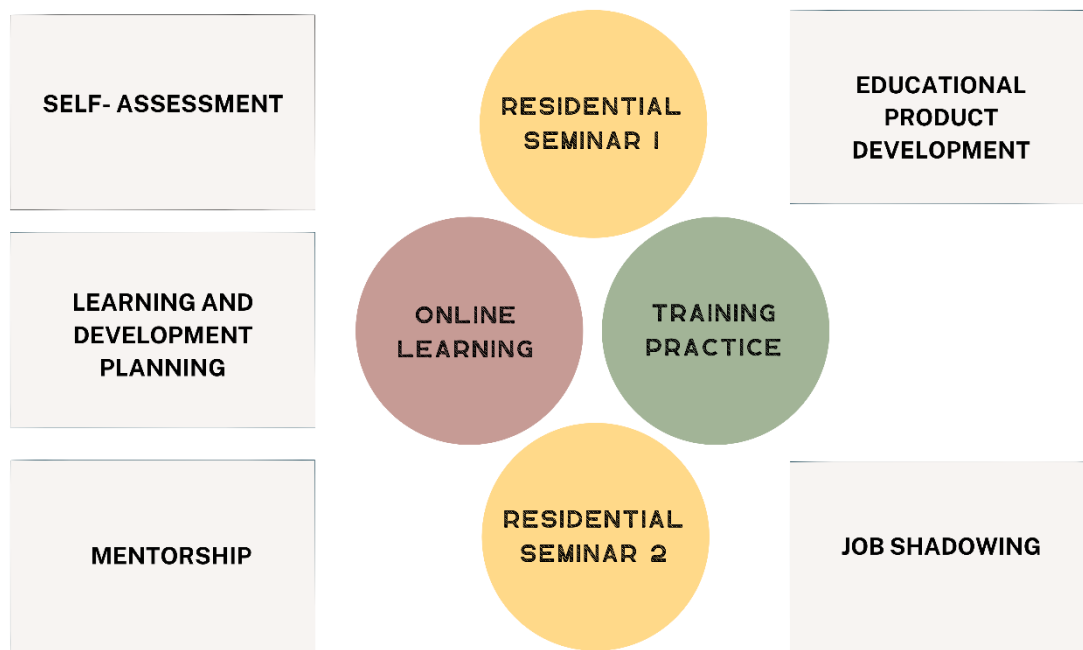 SELF- ASSESSMENT
LEARNING AND
DEVELOPMENT
PLANNING
MENTORSHIP
RESIDENTIAL
SEMINAR 1
ONLINE
LEARNING
TRAINING
PRACTICE
RESIDENTIAL
SEMINAR 2
EDUCATIONAL
PRODUCT
DEVELOPMENT
JOB SHADOWING